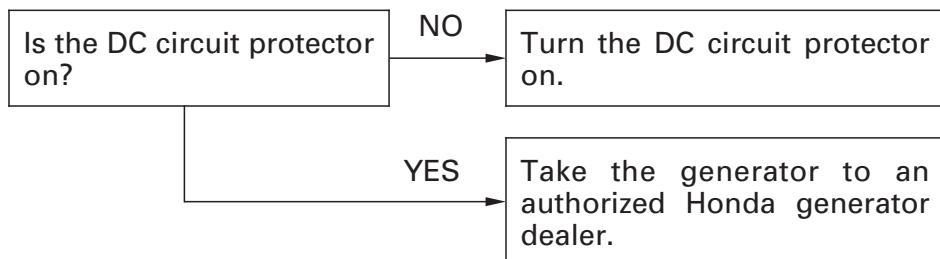 Is the DC circuit protector
on?
NO
Turn the DC circuit protector
on.
YES
Take the generator to an
authorized Honda generator
dealer.